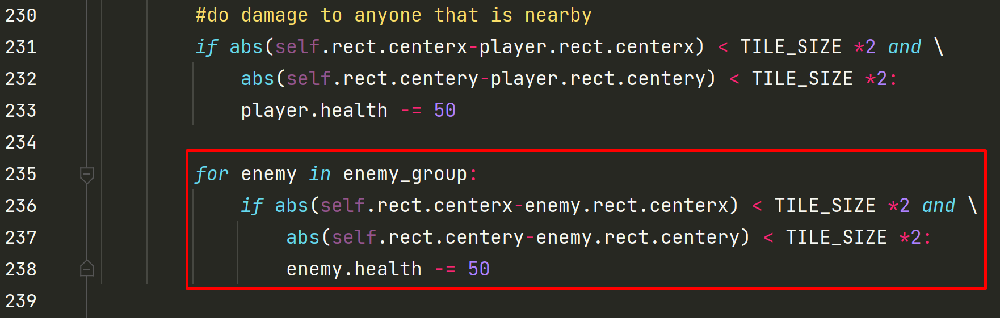 230 #do damage to anyone that is nearby
231 if abs(self.rect.centerx-player.rect.centerx) < TILE_SIZE *2 and \
232 abs(self.rect.centery-player.rect.centery) < TILE_SIZE *2:
233 player.health -= 50
234
235 for enemy in enemy_group:
236 if abs(self.rect.centerx-enemy.rect.centerx) < TILE_SIZE *2 and \
237 abs(self.rect.centery-enemy.rect.centery) < TILE_SIZE *2:
238 enemy.health -= 50
239